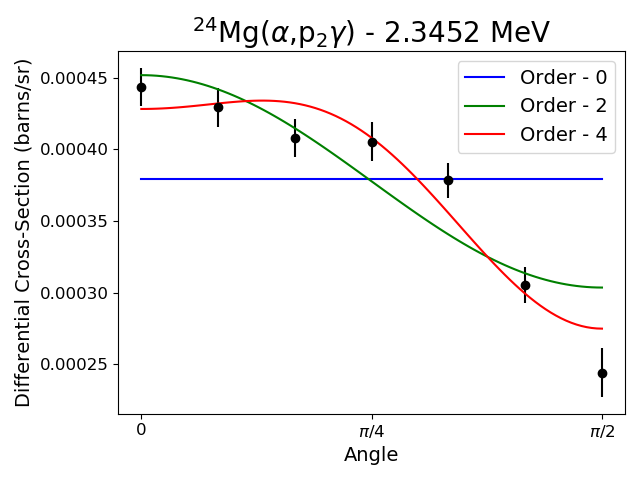 ²⁴Mg(α,p₂γ) - 2.3452 MeV
Order - 0
Order - 2
Order - 4
Differential Cross-Section (barns/sr)
0.00045
0.00040
0.00035
0.00030
0.00025
0 π/4 π/2
Angle